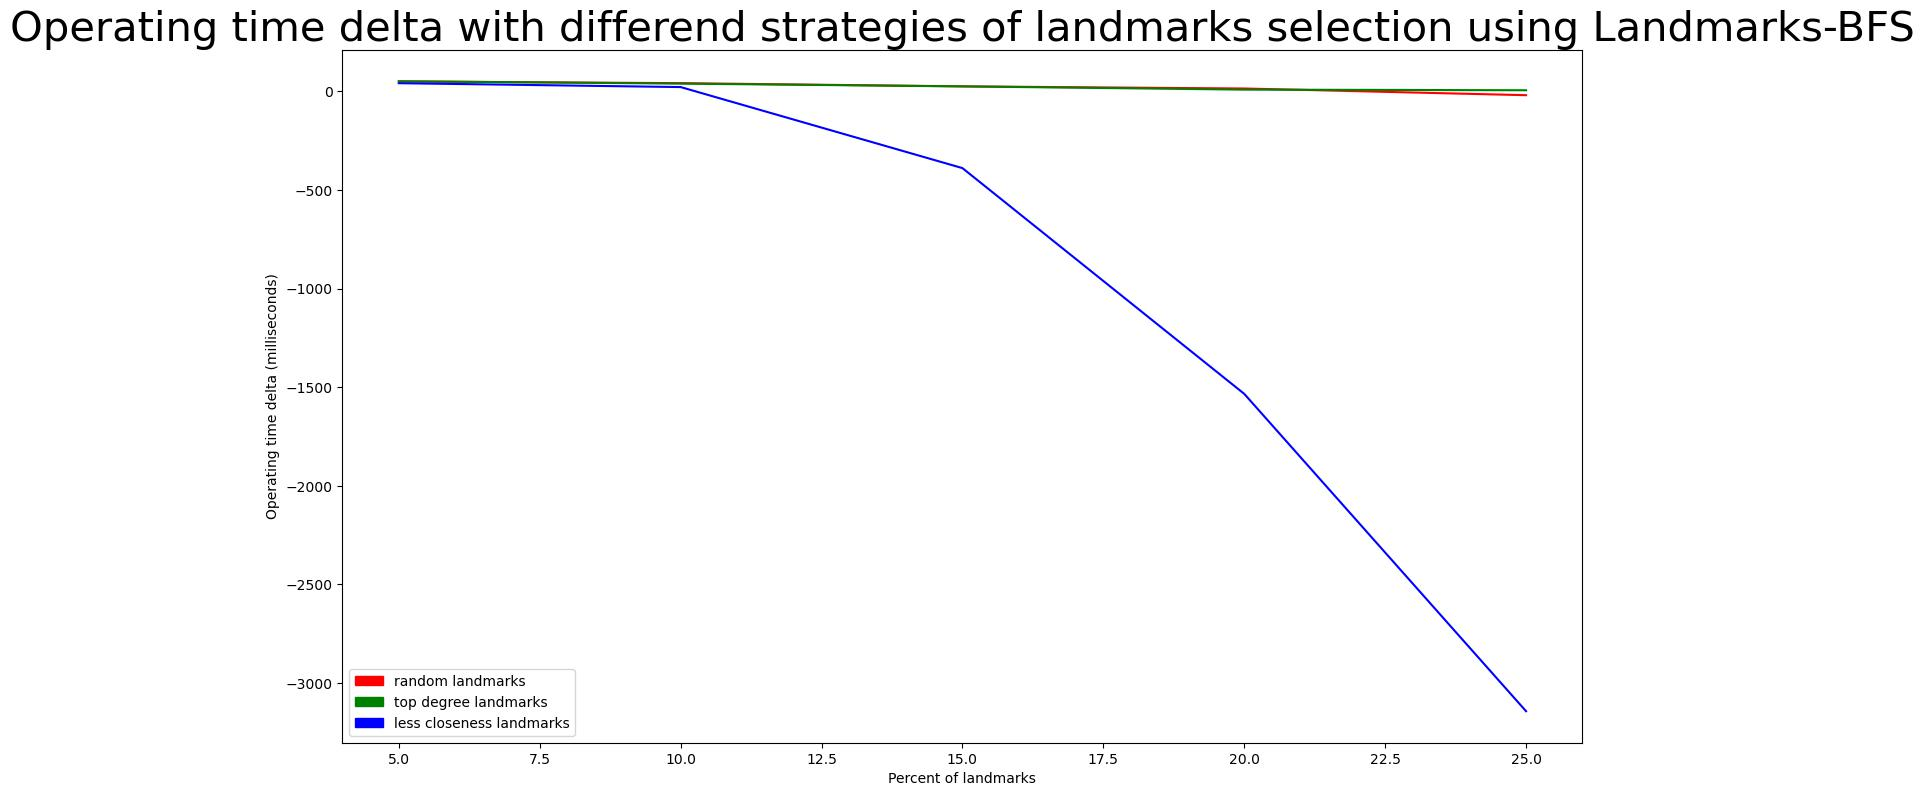 Operating time delta with differend strategies of landmarks selection using Landmarks-BFS
0
−500
−1000
−1500
−2000
−2500
−3000
Operating time delta (milliseconds)
random landmarks
top degree landmarks
less closeness landmarks
5.0 7.5 10.0 12.5 15.0 17.5 20.0 22.5 25.0
Percent of landmarks